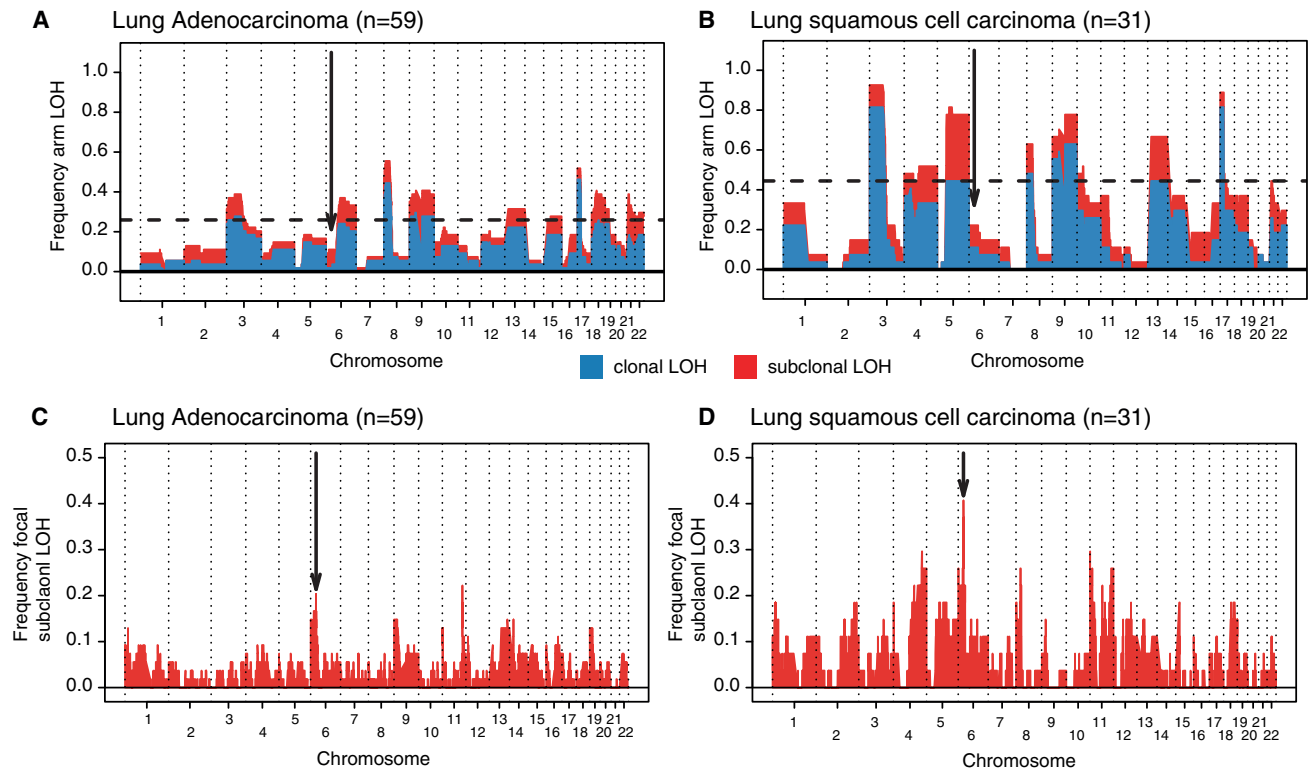 A Lung Adenocarcinoma (n=59)
Frequency arm LOH
1.0
0.8
0.6
0.4
0.2
0.0
1 2 3 4 5 6 7 8 9 10 11 12 13 14 15 16 17 18 19 20 21 22
Chromosome
B Lung squamous cell carcinoma (n=31)
Frequency arm LOH
1.0
0.8
0.6
0.4
0.2
0.0
1 2 3 4 5 6 7 8 9 10 11 12 13 14 15 16 17 18 19 20 21 22
Chromosome
clonal LOH subclonal LOH
C Lung Adenocarcinoma (n=59)
Frequency focal
subclaonl LOH
0.5
0.4
0.3
0.2
0.1
0.0
1 2 3 4 5 6 7 8 9 10 11 12 13 14 15 16 17 18 19 20 21 22
Chromosome
D Lung squamous cell carcinoma (n=31)
Frequency focal
subclaonl LOH
0.5
0.4
0.3
0.2
0.1
0.0
1 2 3 4 5 6 7 8 9 10 11 12 13 14 15 16 17 18 19 20 21 22
Chromosome